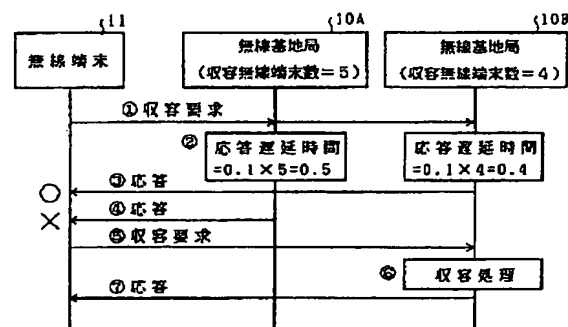 11
10A
10B
無線端末
無線基地局
(収容無線端末数=5)
無線基地局
(収容無線端末数=4)
①収容要求
②
応答遅延時間
=0.1×5=0.5
応答遅延時間
=0.1×4=0.4
○
③応答
×
④応答
⑤収容要求
⑥
収容処理
⑦応答